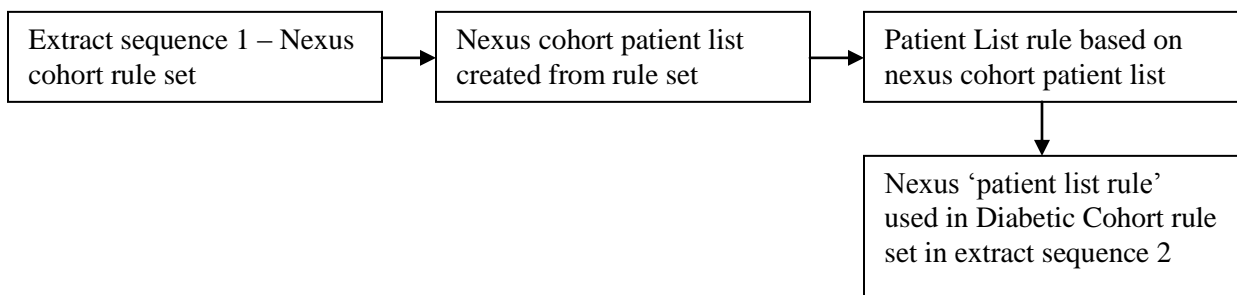 Extract sequence 1 – Nexus
cohort rule set
Nexus cohort patient list
created from rule set
Patient List rule based on
nexus cohort patient list
Nexus ‘patient list rule’
used in Diabetic Cohort rule
set in extract sequence 2